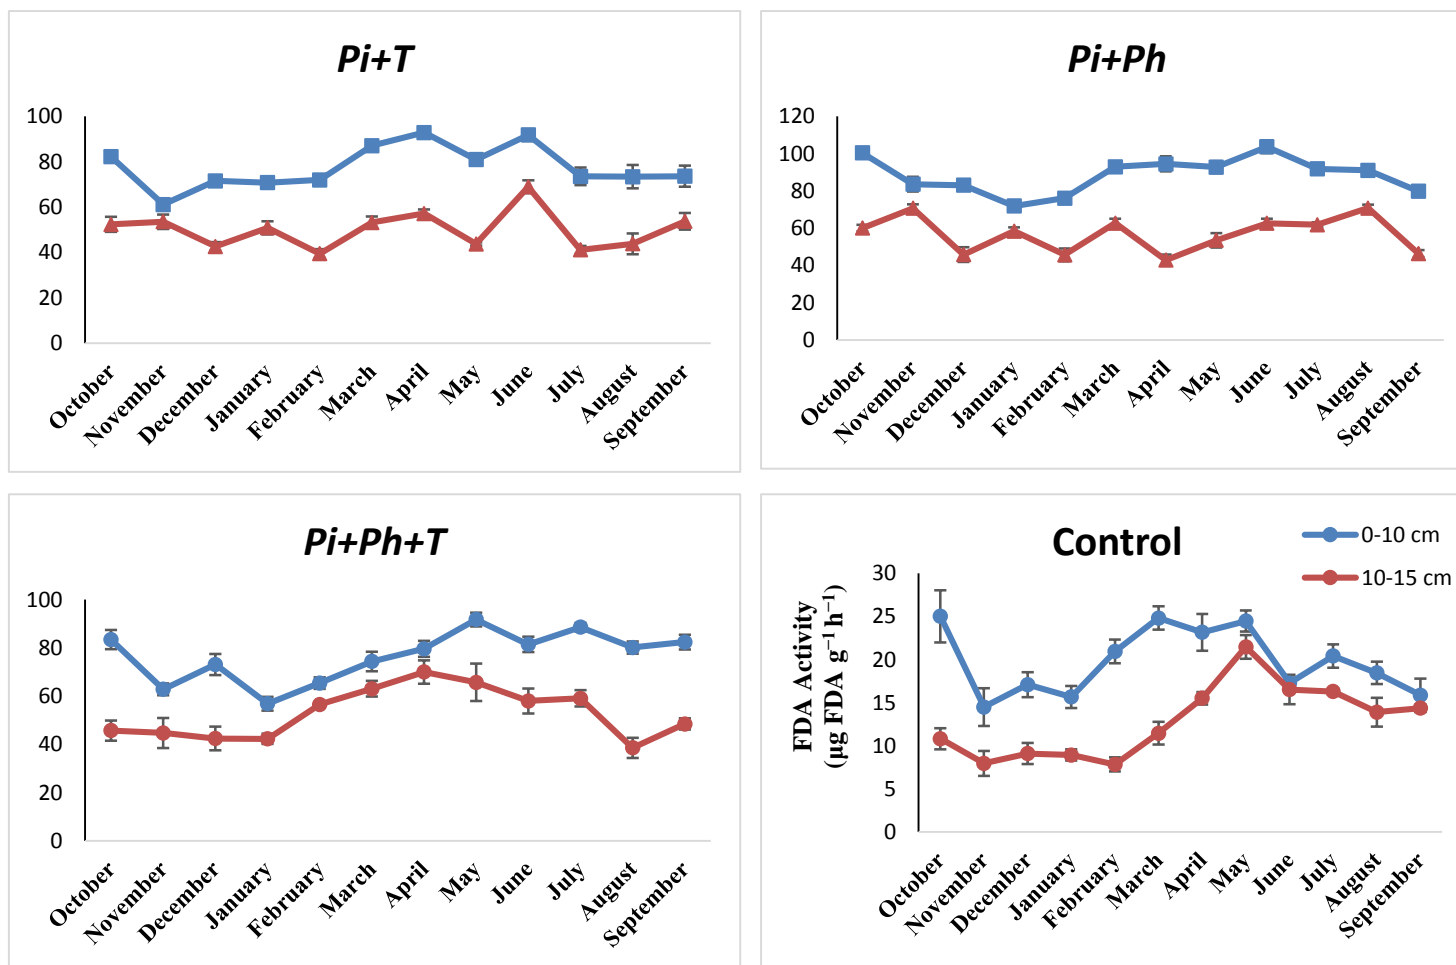 Pi+T
100
80
60
40
20
0
October
November
December
January
February
March
April
May
June
July
August
September
Pi+Ph
120
100
80
60
40
20
0
October
November
December
January
February
March
April
May
June
July
August
September
Pi+Ph+T
100
80
60
40
20
0
October
November
December
January
February
March
April
May
June
July
August
September
Control
0-10 cm
10-15 cm
FDA Activity
(µg FDA g⁻¹ h⁻¹)
30
25
20
15
10
5
0
October
November
December
January
February
March
April
May
June
July
August
September